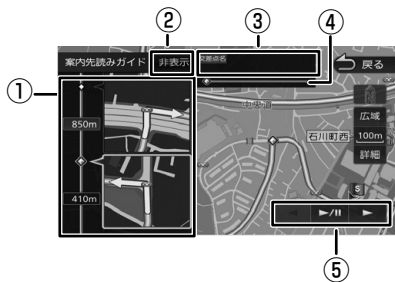 ②
③
④
①
⑤
案内先読みガイド
非表示
交差点名
戻る
850m
410m
中央道
石川町西
広域
100m
詳細
S